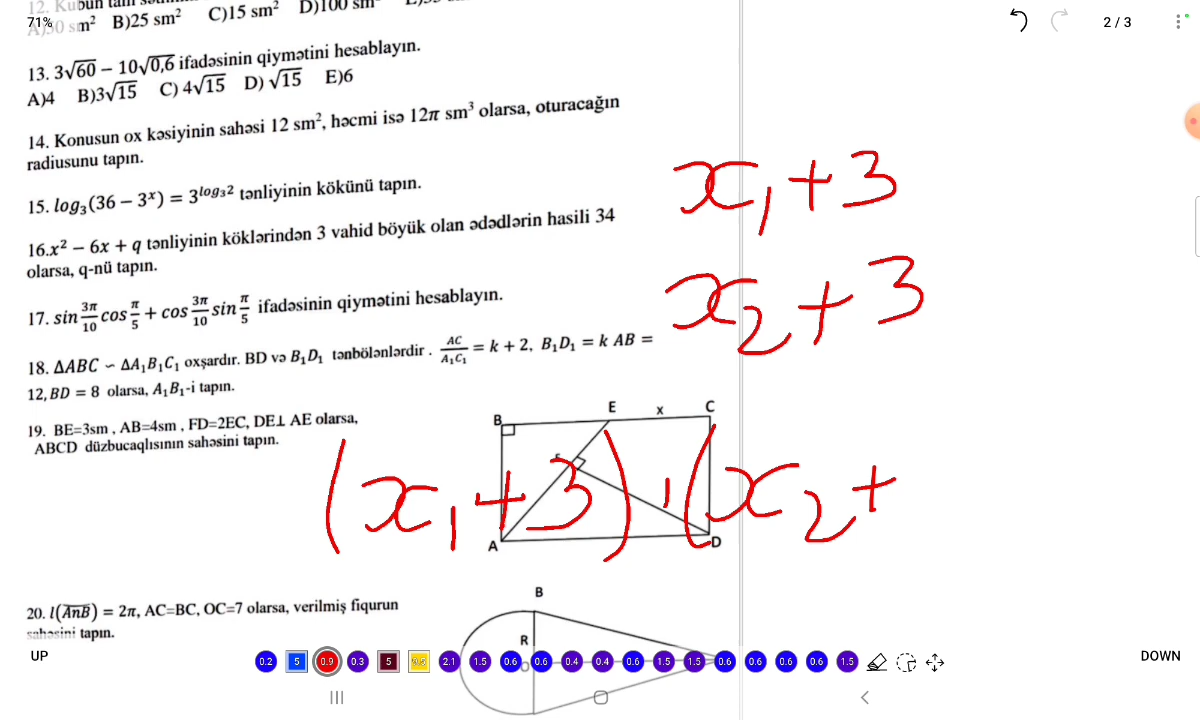 12. Kubun tam
71%
A)30 sm² B)25 sm² C)15 sm² D)100 sm²
2 / 3
13. 3√60 − 10√0,6 ifadəsinin qiymətini hesablayın.
A)4 B)3√15 C) 4√15 D) √15 E)6
14. Konusun ox kəsiyinin sahəsi 12 sm², həcmi isə 12π sm³ olarsa, oturacağın
radiusunu tapın.
15. log₃(36 − 3ˣ) = 3^(log₃2) tənliyinin kökünü tapın.
16.x² − 6x + q tənliyinin köklərindən 3 vahid böyük olan ədədlərin hasili 34
olarsa, q-nü tapın.
17. sin 3π/10 cos π/5 + cos 3π/10 sin π/5 ifadəsinin qiymətini hesablayın.
18. ΔABC ∽ ΔA₁B₁C₁ oxşardır. BD və B₁D₁ tənbölənlərdir . AC/A₁C₁ = k + 2, B₁D₁ = k AB =
12, BD = 8 olarsa, A₁B₁-i tapın.
19. BE=3sm , AB=4sm , FD=2EC, DE⊥ AE olarsa,
ABCD düzbucaqlısının sahəsini tapın.
x₁+3
x₂+3
B E x C
F
A D
(x₁+3)·(x₂+
20. l(AnB) = 2π, AC=BC, OC=7 olarsa, verilmiş fiqurun
sahəsini tapın.
B
R
O
UP
0.2 5 0.9 0.3 5 9.5 2.1 1.5 0.6 0.6 0.4 0.4 0.6 1.5 1.5 0.6 0.6 0.6 0.6 1.5
DOWN